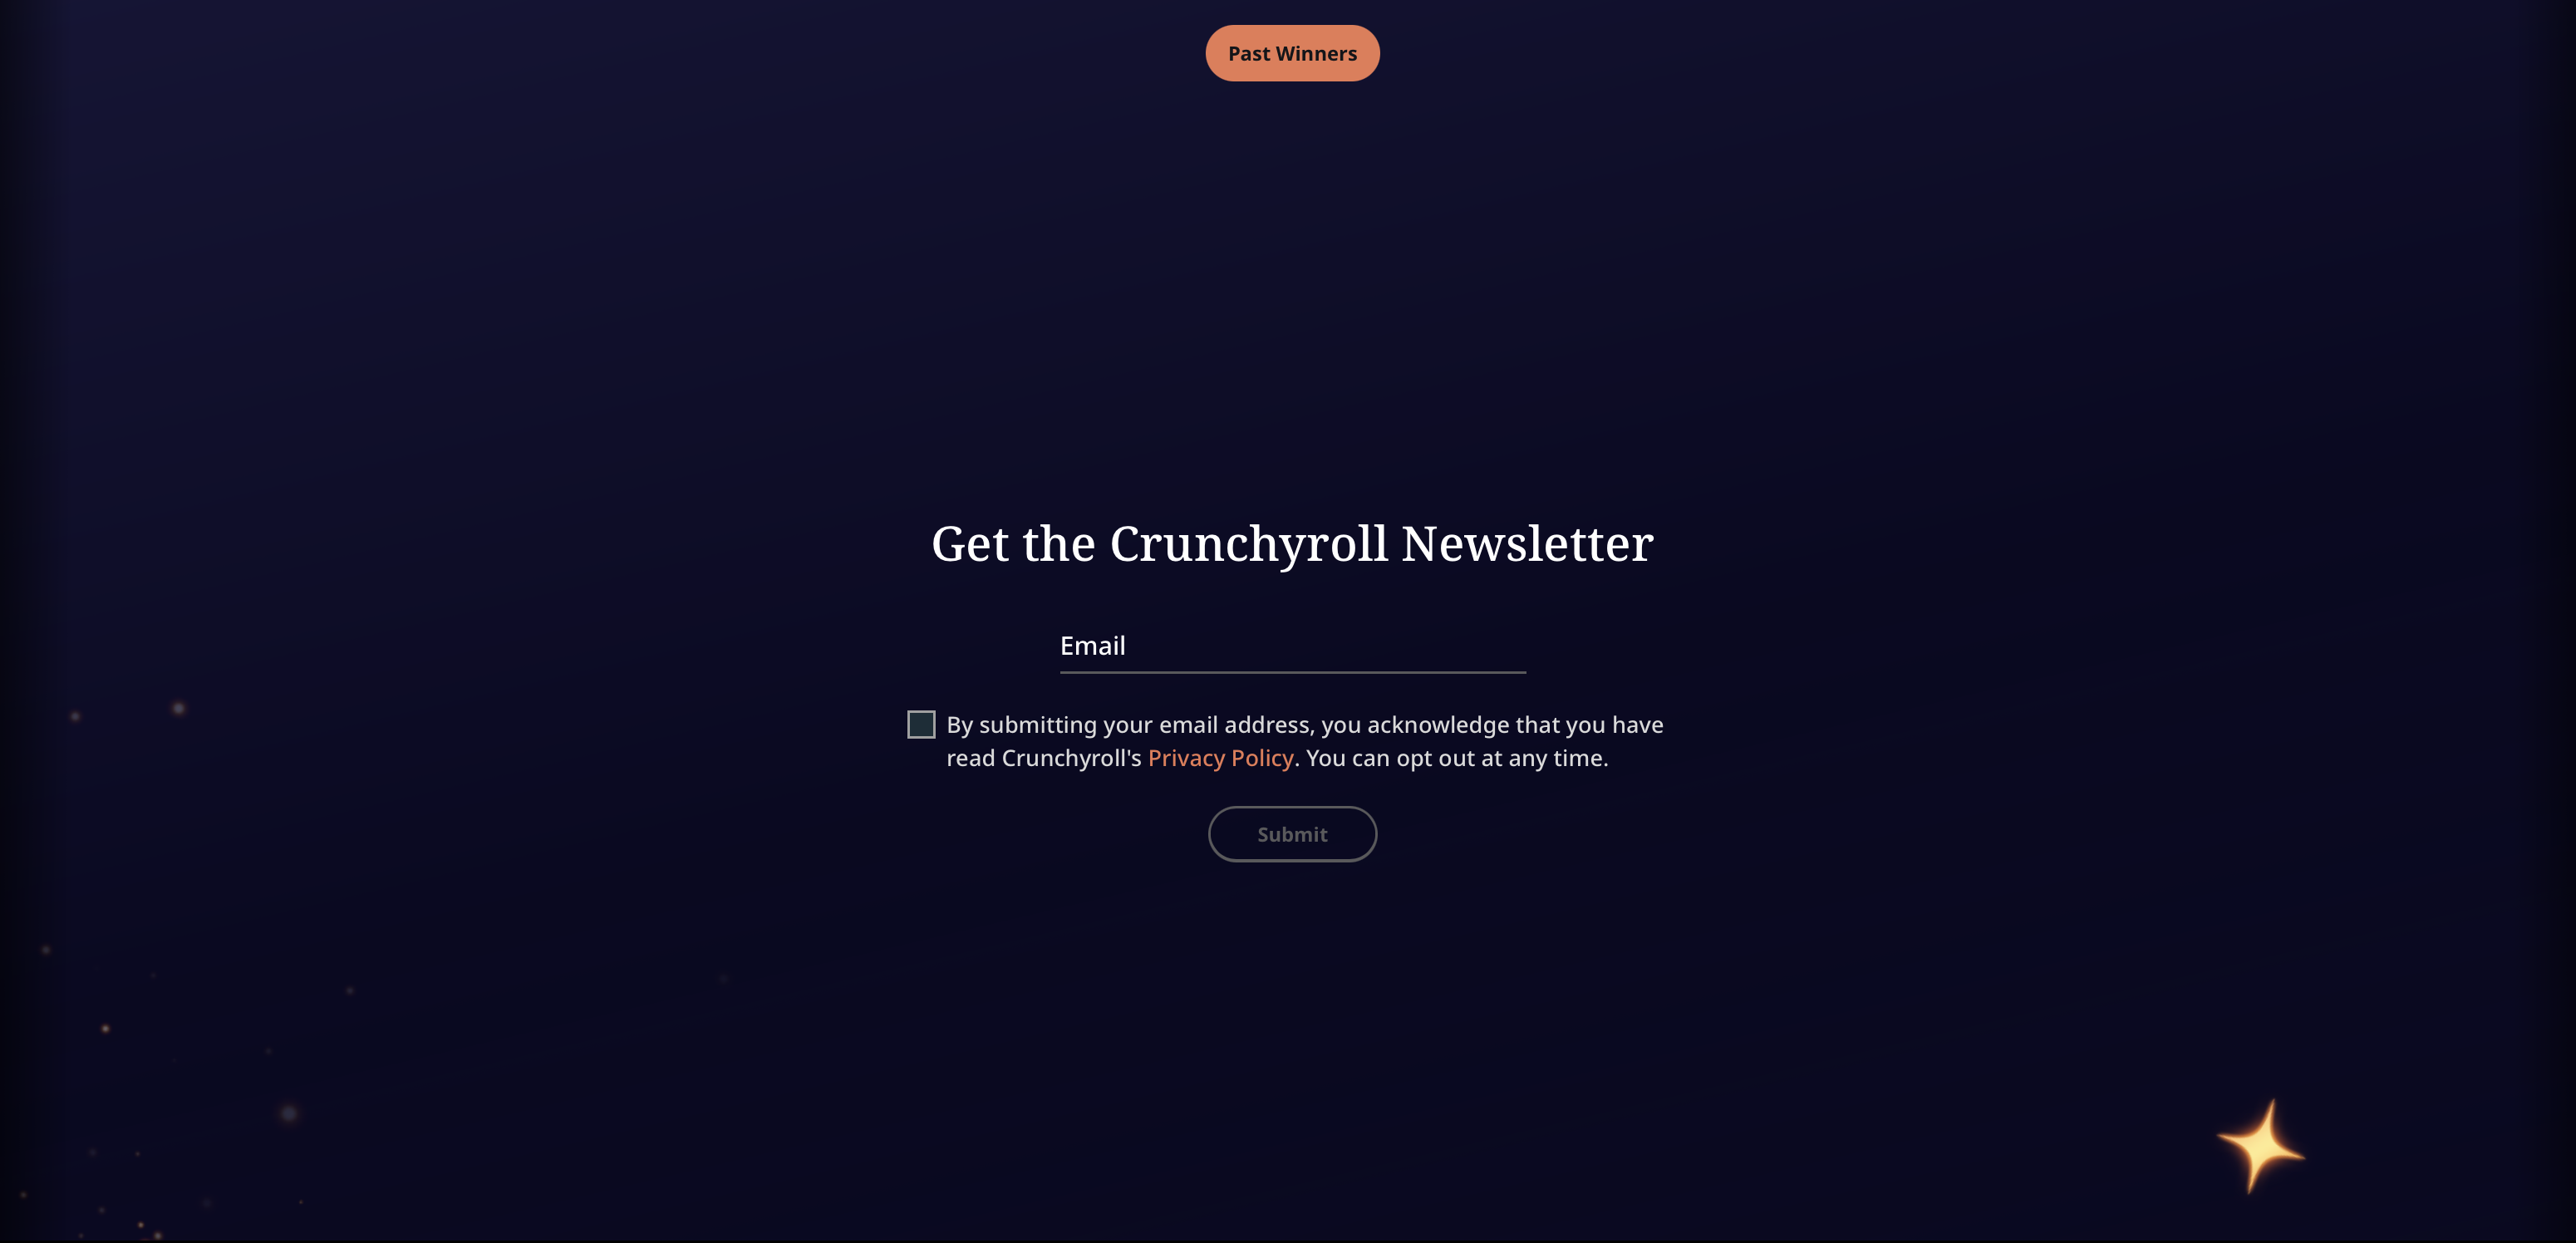 Past Winners
Get the Crunchyroll Newsletter
Email
By submitting your email address, you acknowledge that you have
read Crunchyroll's Privacy Policy. You can opt out at any time.
Submit